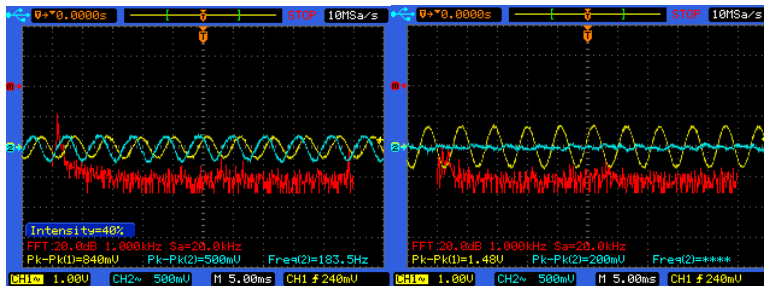 0.0000s STOP 10MSa/s
T
M
2
Intensity=40%
FFT:20.0dB 1.000kHz Sa=20.0kHz
Pk-Pk(1)=840mV Pk-Pk(2)=500mV Freq(2)=183.5Hz
CH1~ 1.00V CH2~ 500mV M 5.00ms CH1 240mV
0.0000s STOP 10MSa/s
T
M
2
FFT:20.0dB 1.000kHz Sa=20.0kHz
Pk-Pk(1)=1.48V Pk-Pk(2)=200mV Freq(2)=****
CH1~ 1.00V CH2~ 500mV M 5.00ms CH1 240mV